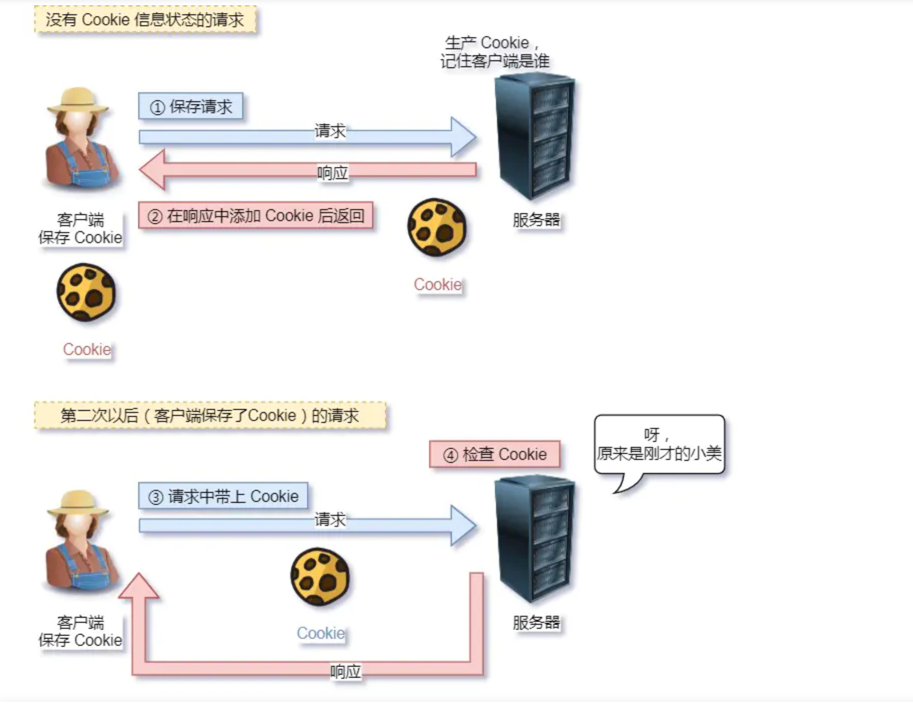 没有 Cookie 信息状态的请求
生产 Cookie，
记住客户端是谁
① 保存请求
请求
响应
② 在响应中添加 Cookie 后返回
客户端
保存 Cookie
服务器
Cookie
Cookie
第二次以后（客户端保存了Cookie）的请求
④ 检查 Cookie
呀，
原来是刚才的小美
③ 请求中带上 Cookie
请求
Cookie
客户端
保存 Cookie
服务器
响应